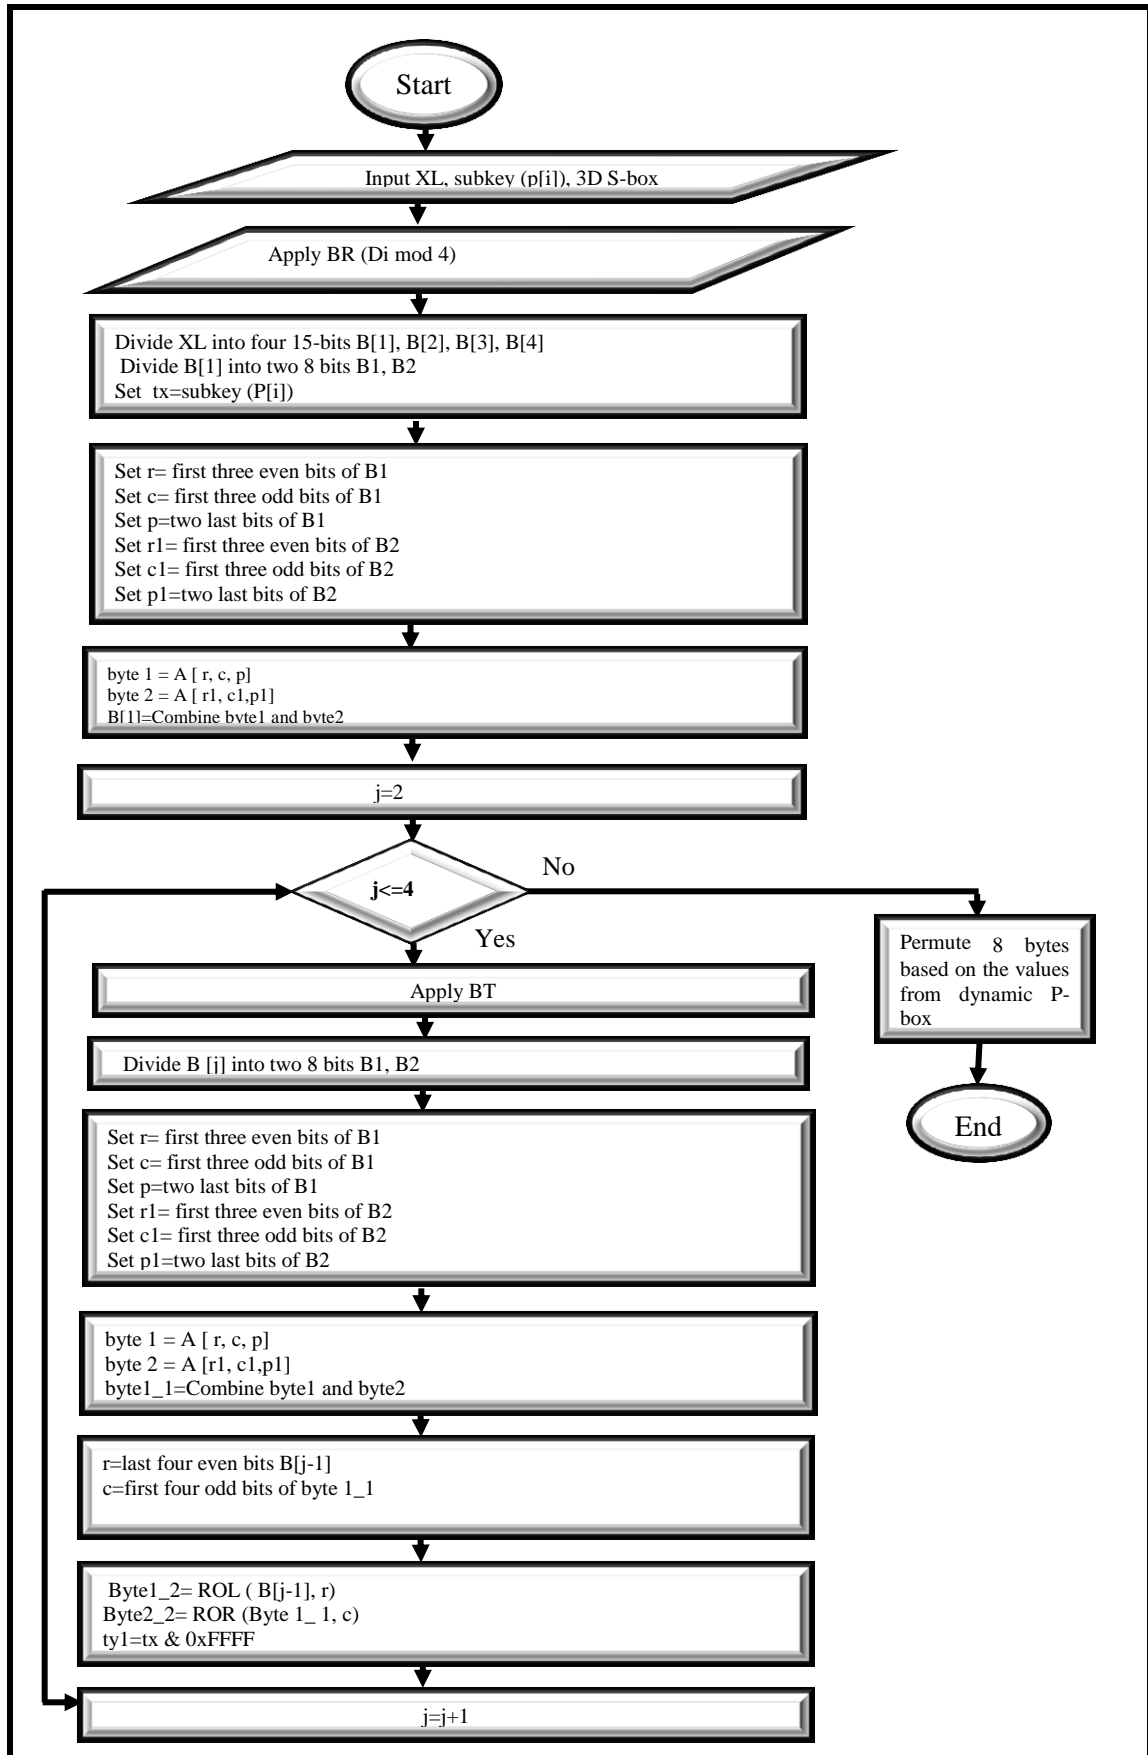 Start
Input XL, subkey (p[i]), 3D S-box
Apply BR (Di mod 4)
Divide XL into four 15-bits B[1], B[2], B[3], B[4]
Divide B[1] into two 8 bits B1, B2
Set tx=subkey (P[i])
Set r= first three even bits of B1
Set c= first three odd bits of B1
Set p=two last bits of B1
Set r1= first three even bits of B2
Set c1= first three odd bits of B2
Set p1=two last bits of B2
byte 1 = A [ r, c, p]
byte 2 = A [ r1, c1,p1]
B[1]=Combine byte1 and byte2
j=2
j<=4
No
Yes
Permute 8 bytes
based on the values
from dynamic P-
box
End
Apply BT
Divide B [j] into two 8 bits B1, B2
Set r= first three even bits of B1
Set c= first three odd bits of B1
Set p=two last bits of B1
Set r1= first three even bits of B2
Set c1= first three odd bits of B2
Set p1=two last bits of B2
byte 1 = A [ r, c, p]
byte 2 = A [r1, c1,p1]
byte1_1=Combine byte1 and byte2
r=last four even bits B[j-1]
c=first four odd bits of byte 1_1
Byte1_2= ROL ( B[j-1], r)
Byte2_2= ROR (Byte 1_ 1, c)
ty1=tx & 0xFFFF
j=j+1